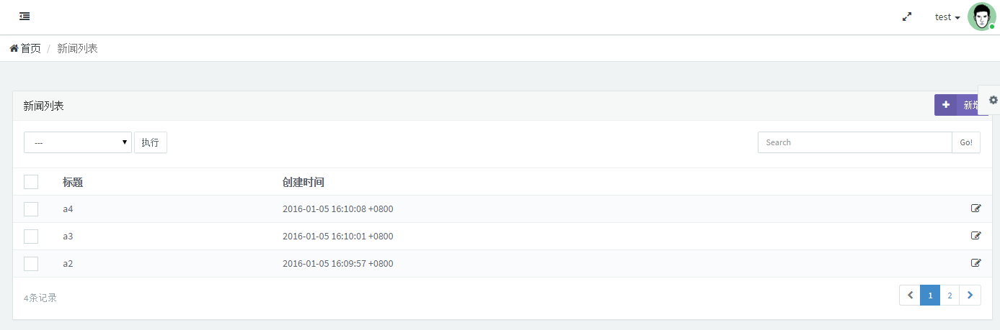 test
首页 / 新闻列表
新闻列表
新增
--- 执行 Search Go!
标题 创建时间
a4 2016-01-05 16:10:08 +0800
a3 2016-01-05 16:10:01 +0800
a2 2016-01-05 16:09:57 +0800
4条记录 1 2